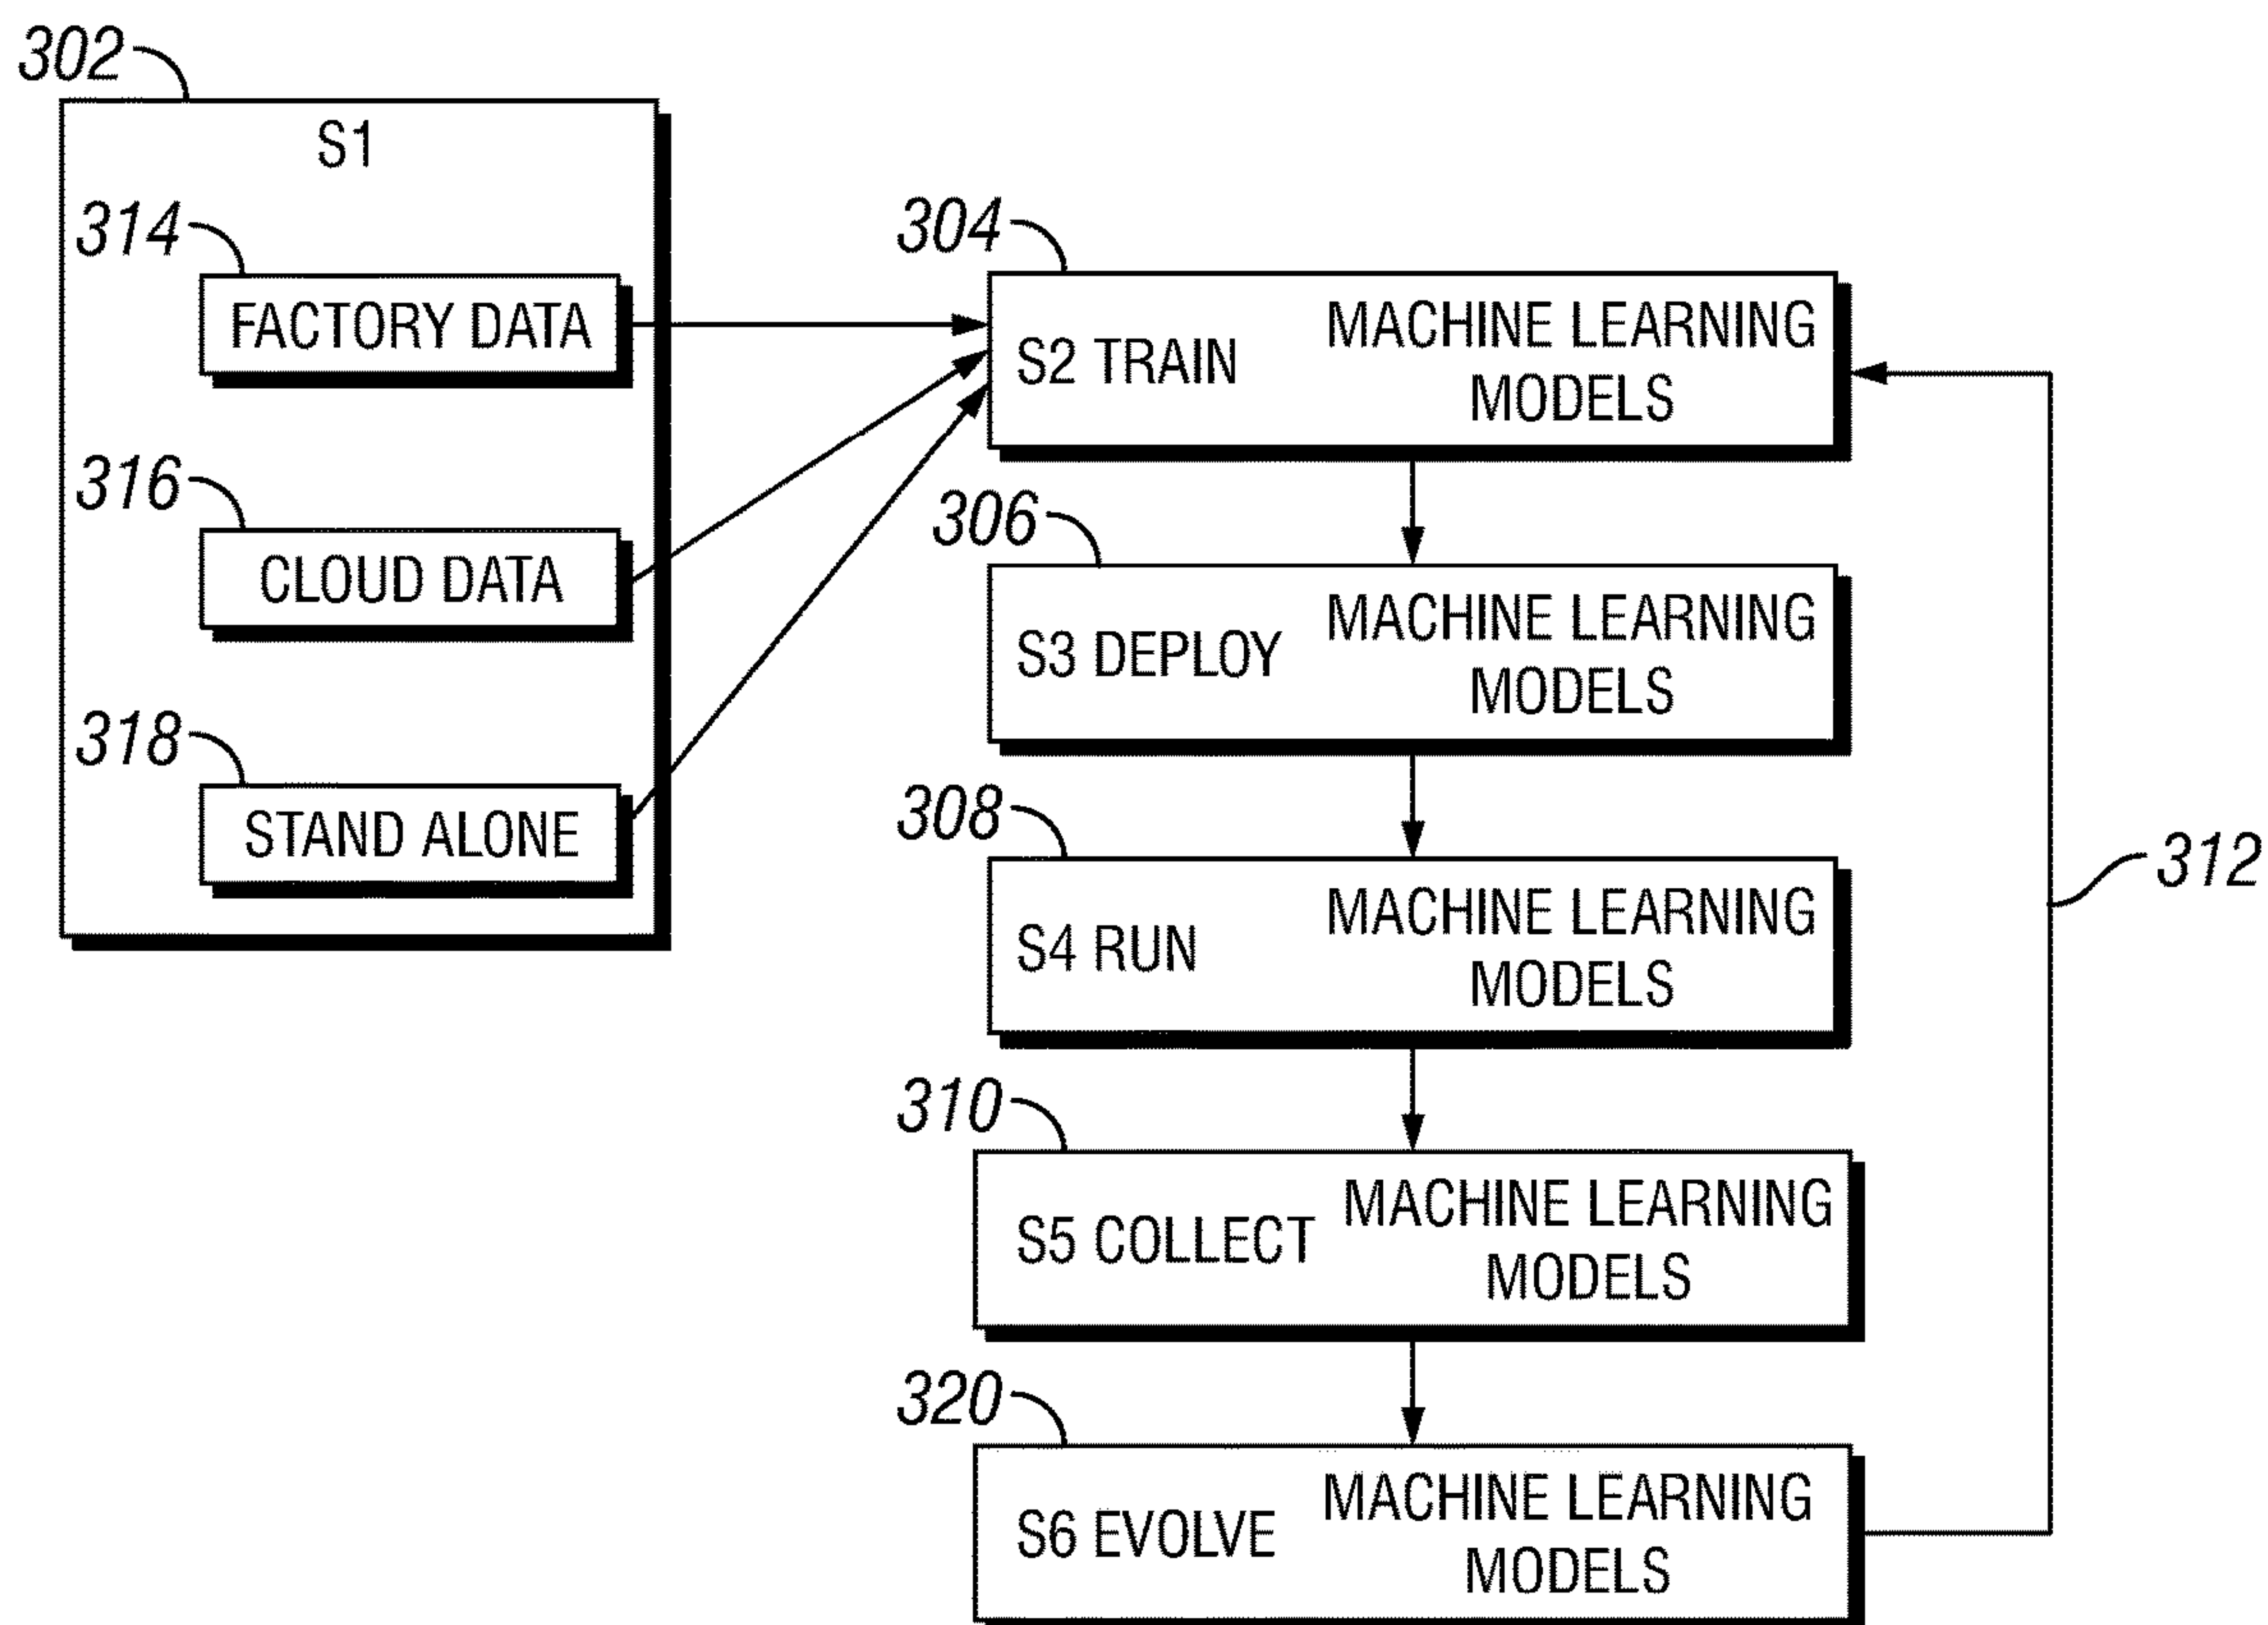 302
S1
314
FACTORY DATA
316
CLOUD DATA
318
STAND ALONE
304
S2 TRAIN
MACHINE LEARNING
MODELS
306
S3 DEPLOY
MACHINE LEARNING
MODELS
308
S4 RUN
MACHINE LEARNING
MODELS
310
S5 COLLECT
MACHINE LEARNING
MODELS
320
S6 EVOLVE
MACHINE LEARNING
MODELS
312